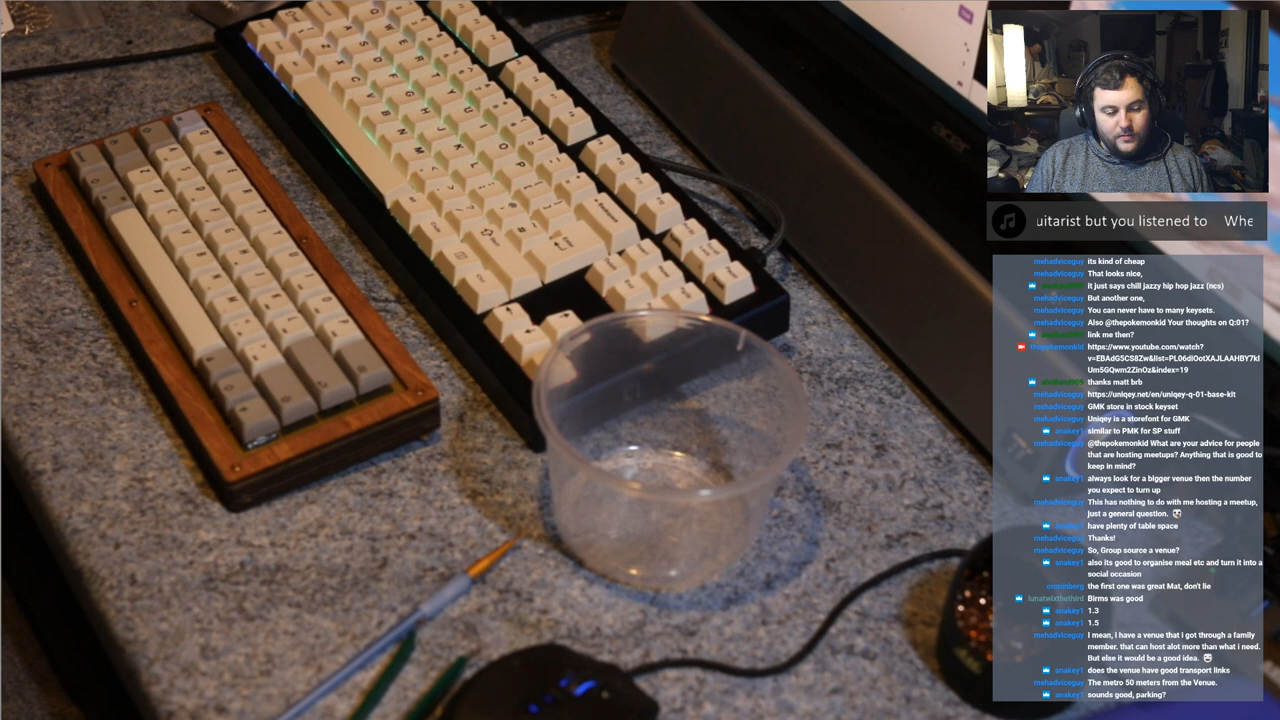 acer
uitarist but you listened to Whe
mehadviceguy its kind of cheap
mehadviceguy That looks nice,
it just says chill jazzy hip hop jazz (ncs)
mehadviceguy But another one,
mehadviceguy You can never have to many keysets.
mehadviceguy Also @thepokemonkid Your thoughts on Q:01?
link me then?
thepokemonkid https://www.youtube.com/watch?
thanks matt brb
mehadviceguy https://uniqey.net/en/uniqey-q-01-base-kit
mehadviceguy GMK store in stock keyset
mehadviceguy Uniqey is a storefont for GMK
anakey1 similar to PMK for SP stuff
mehadviceguy @thepokemonkid What are your advice for people
that are hosting meetups? Anything that is good to
keep in mind?
anakey1 always look for a bigger venue then the number
you expect to turn up
mehadviceguy This has nothing to do with me hosting a meetup,
just a general question.
anakey1 have plenty of table space
mehadviceguy Thanks!
mehadviceguy So, Group source a venue?
anakey1 also its good to organise meal etc and turn it into a
social occasion
croninberg the first one was great Mat, don't lie
lunatwixthethird Birms was good
anakey1 1.3
anakey1 1.5
mehadviceguy I mean, i have a venue that i got through a family
member. that can host alot more than what i need.
But else it would be a good idea.
anakey1 does the venue have good transport links
mehadviceguy The metro 50 meters from the Venue.
anakey1 sounds good, parking?